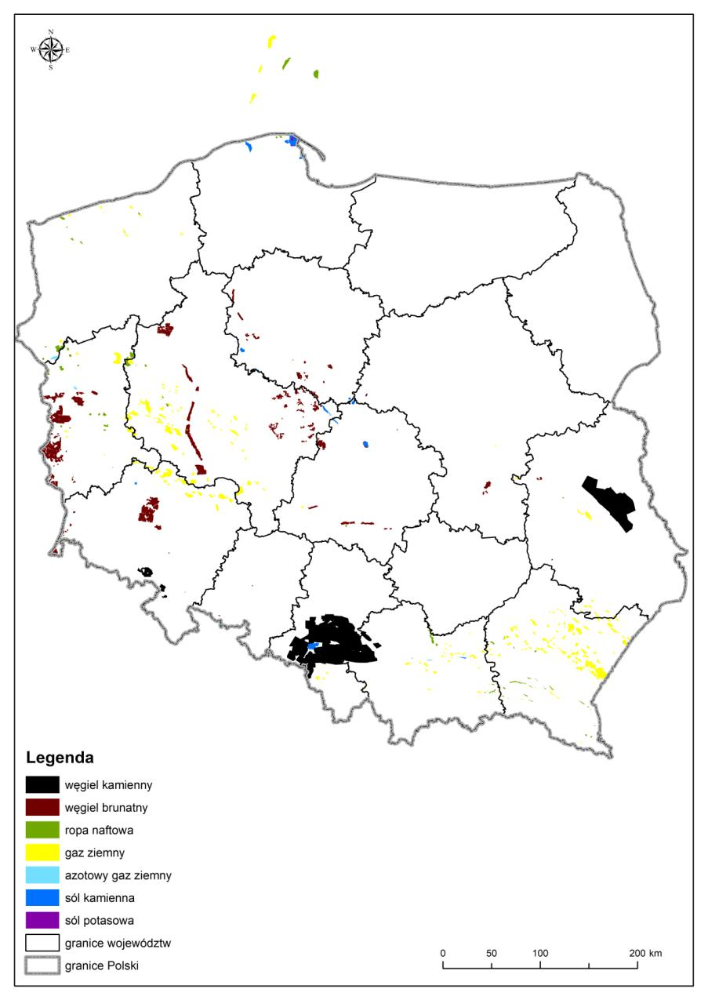 N
W E
S
Legenda
węgiel kamienny
węgiel brunatny
ropa naftowa
gaz ziemny
azotowy gaz ziemny
sól kamienna
sól potasowa
granice województw
granice Polski
0 50 100 200 km